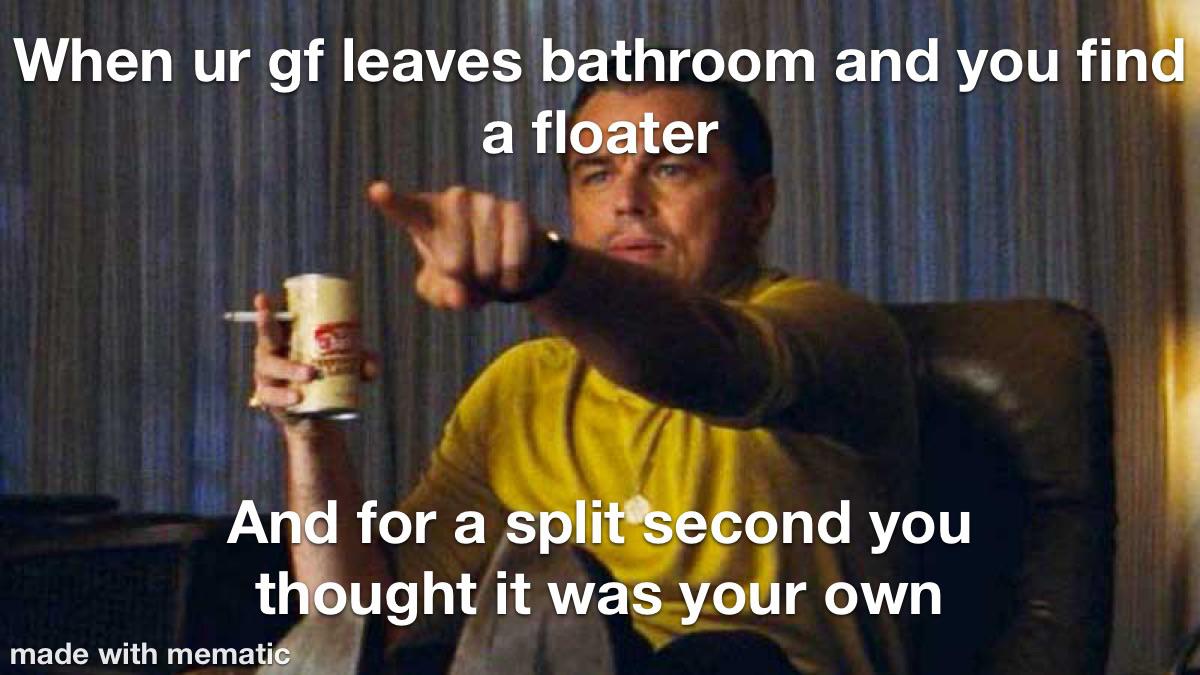 When ur gf leaves bathroom and you find
a floater
And for a split second you
thought it was your own
made with mematic